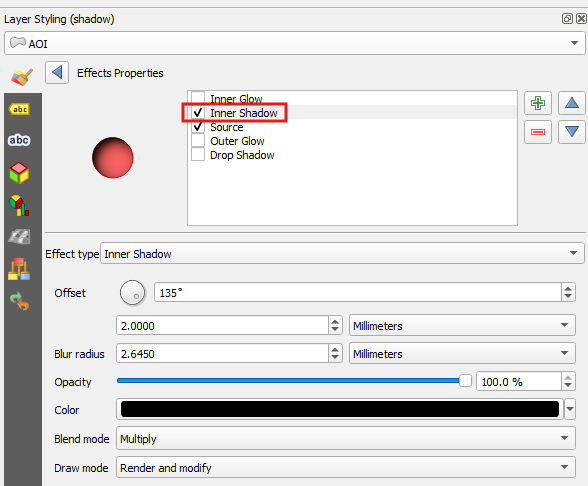 Layer Styling (shadow)
AOI
Effects Properties
abc
abc
Inner Glow
Inner Shadow
Source
Outer Glow
Drop Shadow
Effect type Inner Shadow
Offset 135°
2.0000 Millimeters
Blur radius 2.6450 Millimeters
Opacity 100.0 %
Color
Blend mode Multiply
Draw mode Render and modify